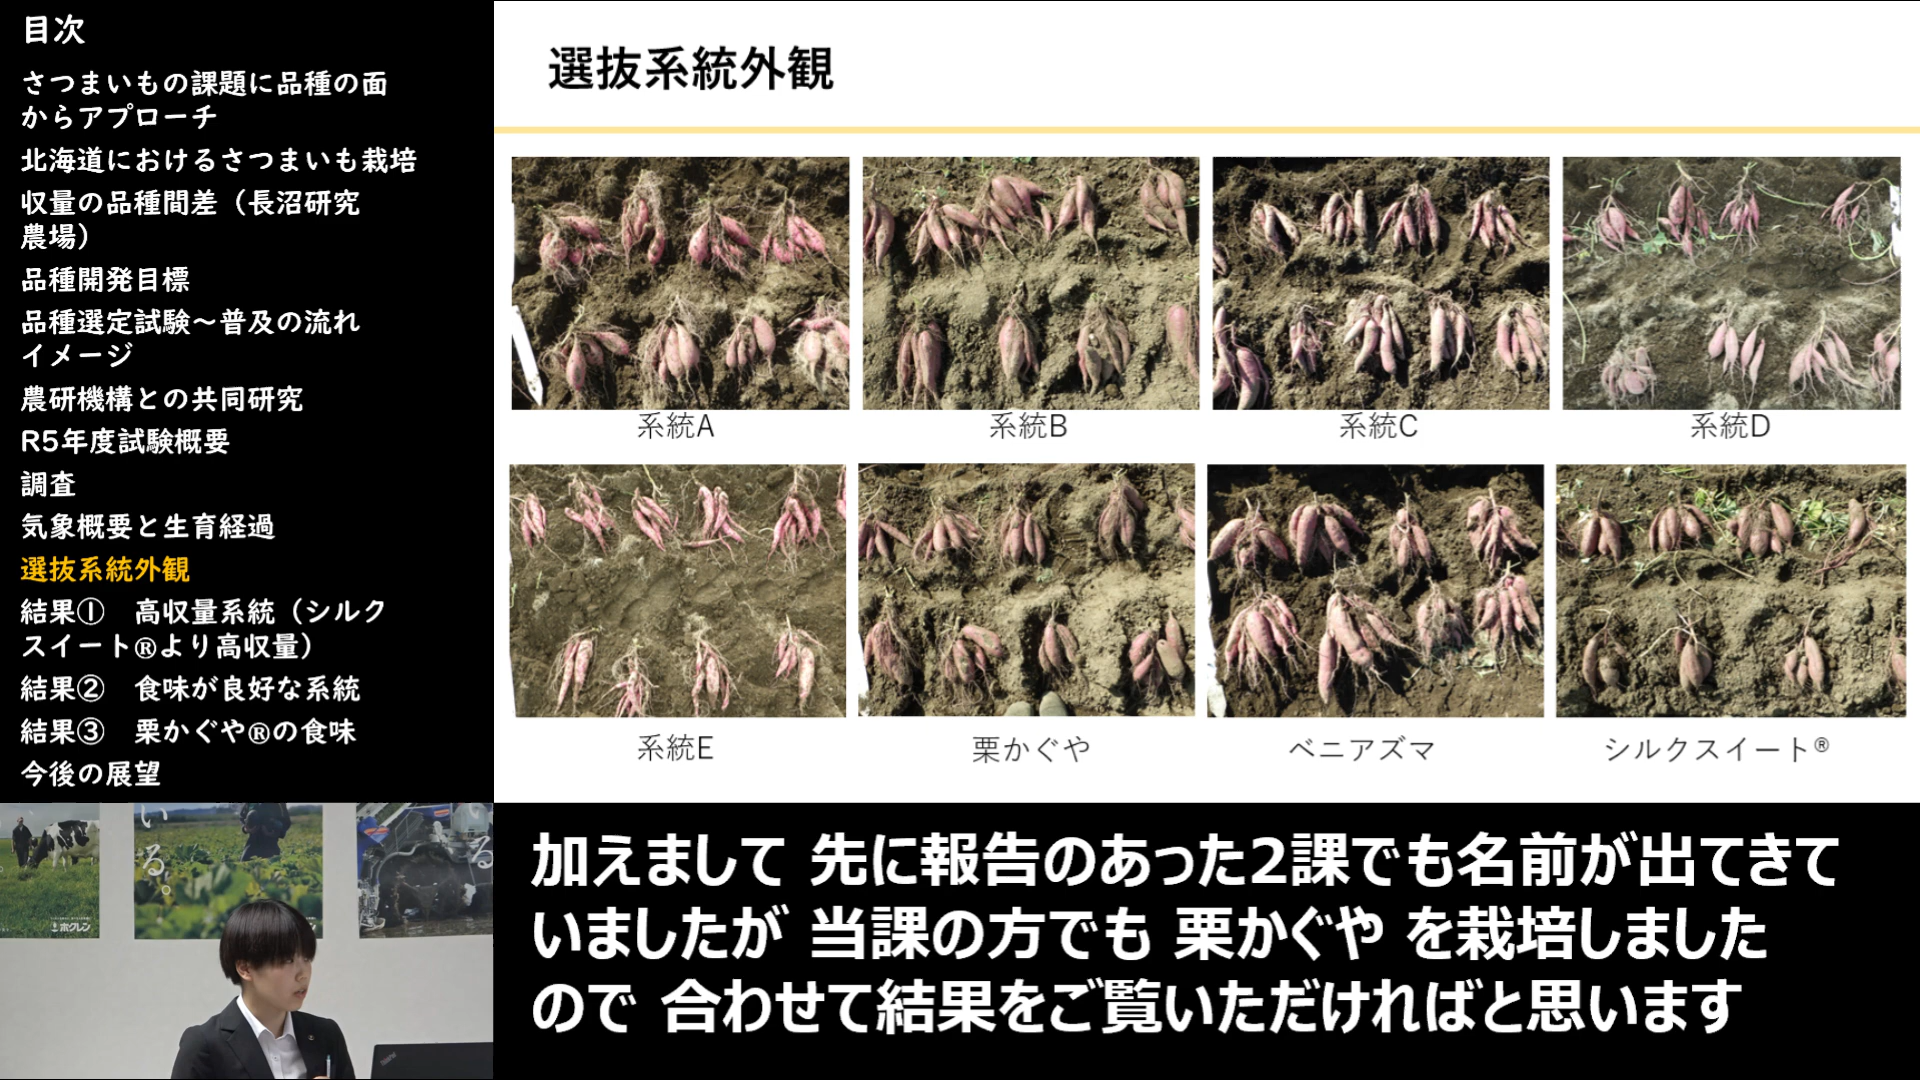 目次
さつまいもの課題に品種の面
からアプローチ
北海道におけるさつまいも栽培
収量の品種間差（長沼研究
農場）
品種開発目標
品種選定試験～普及の流れ
イメージ
農研機構との共同研究
R5年度試験概要
調査
気象概要と生育経過
選抜系統外観
結果①　高収量系統（シルク
スイート®より高収量）
結果②　食味が良好な系統
結果③　栗かぐや®の食味
今後の展望
選抜系統外観
系統A
系統B
系統C
系統D
系統E
栗かぐや
ベニアズマ
シルクスイート®
い
る。
る
ホクレン
ThinkPad
加えまして 先に報告のあった2課でも名前が出てきて
いましたが 当課の方でも 栗かぐや を栽培しました
ので 合わせて結果をご覧いただければと思います